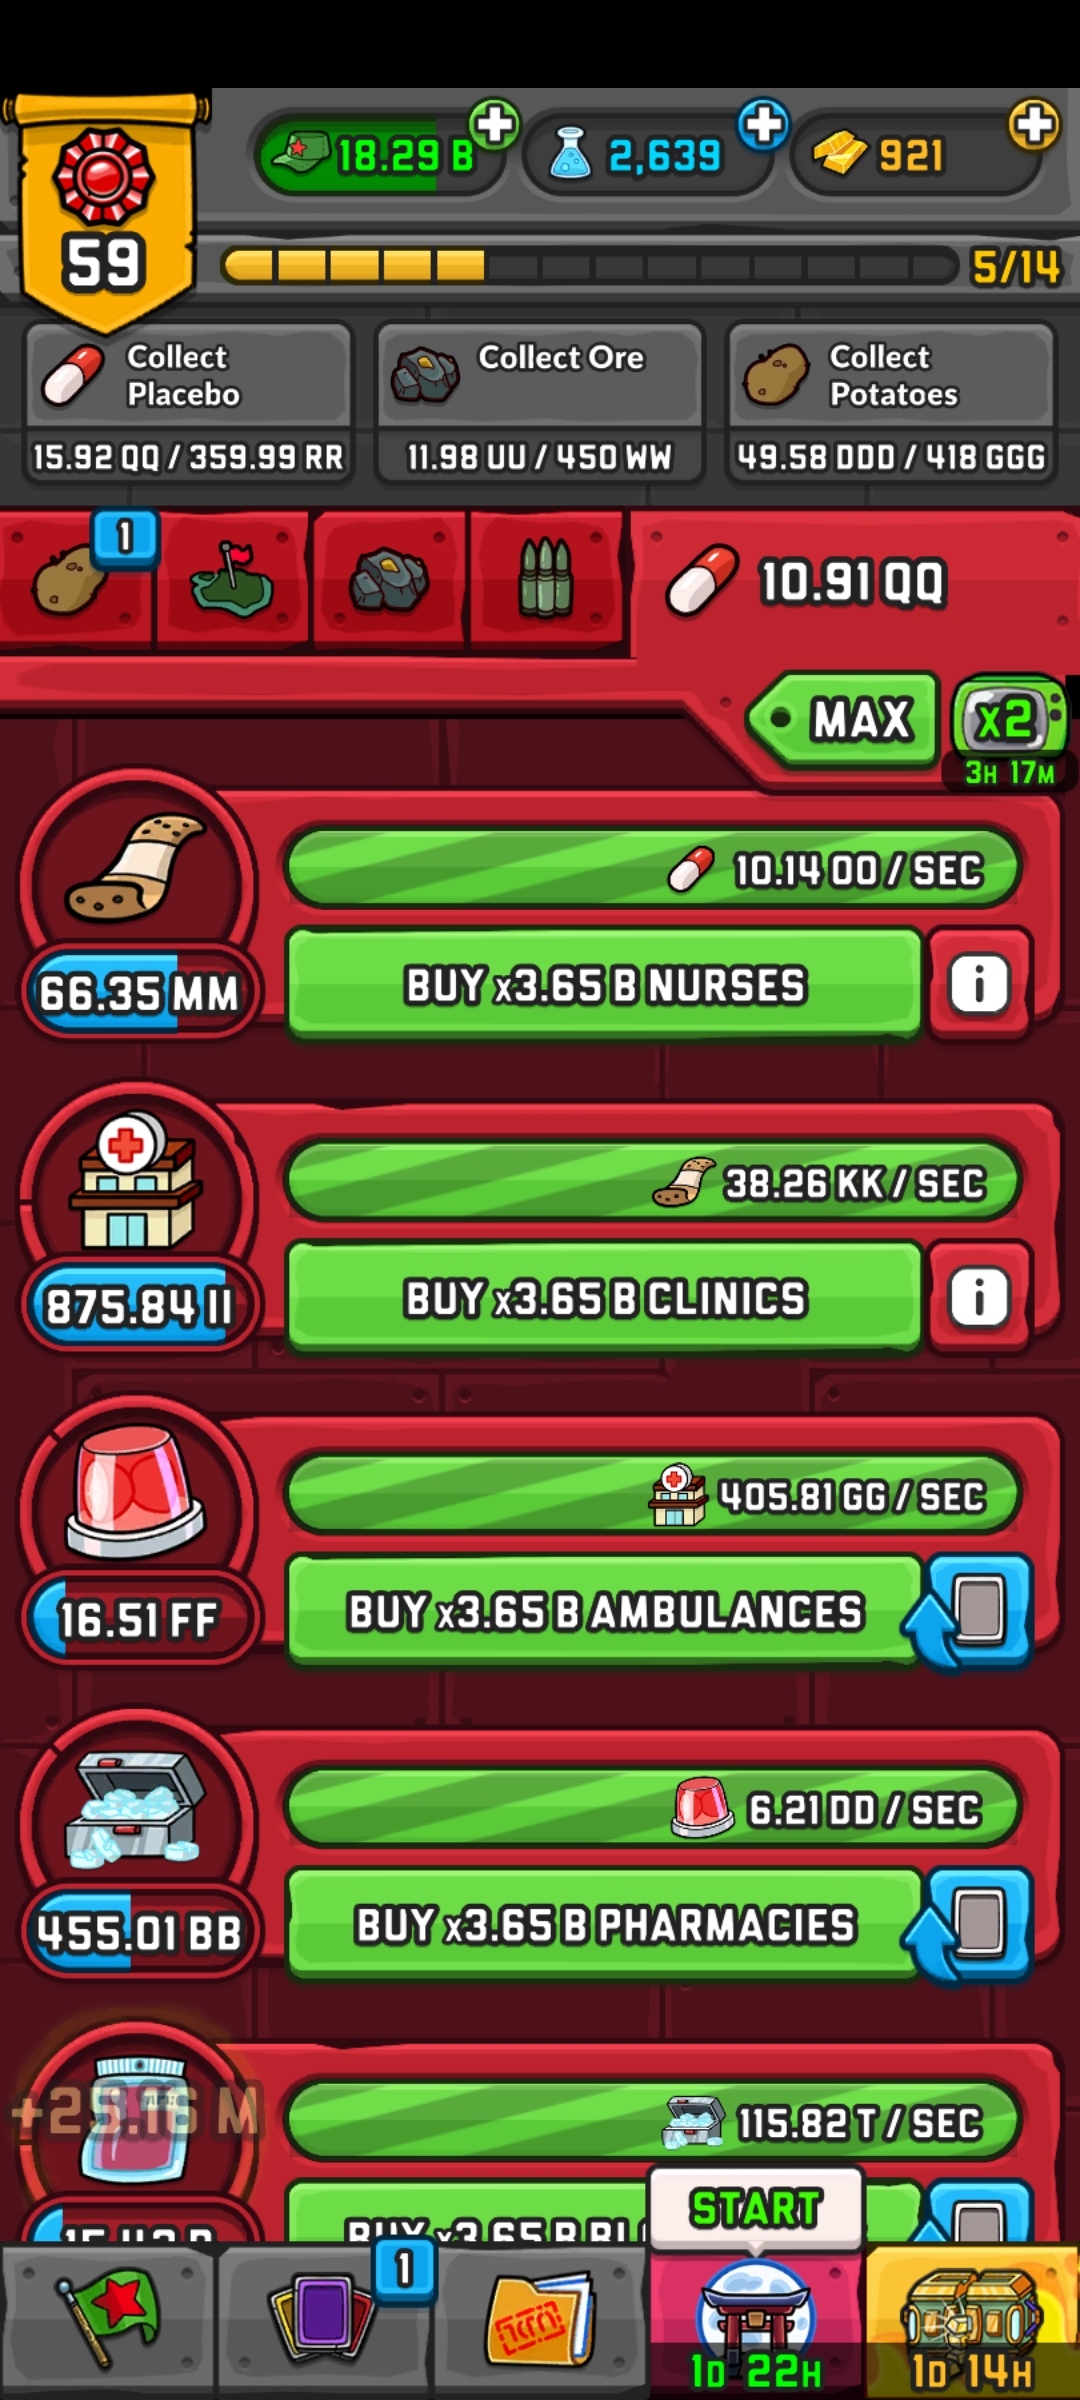 59
18.29 B
2,639
921
5/14
Collect Placebo
15.92 QQ / 359.99 RR
Collect Ore
11.98 UU / 450 WW
Collect Potatoes
49.58 DDD / 418 GGG
1
10.91 QQ
MAX
x2
3H 17M
10.14 OO / SEC
66.35 MM
BUY x3.65 B NURSES
38.26 KK / SEC
875.84 II
BUY x3.65 B CLINICS
405.81 GG / SEC
16.51 FF
BUY x3.65 B AMBULANCES
6.21 DD / SEC
455.01 BB
BUY x3.65 B PHARMACIES
+25.16 M
115.82 T / SEC
BUY x3.65 B
START
1
1D 22H
1D 14H